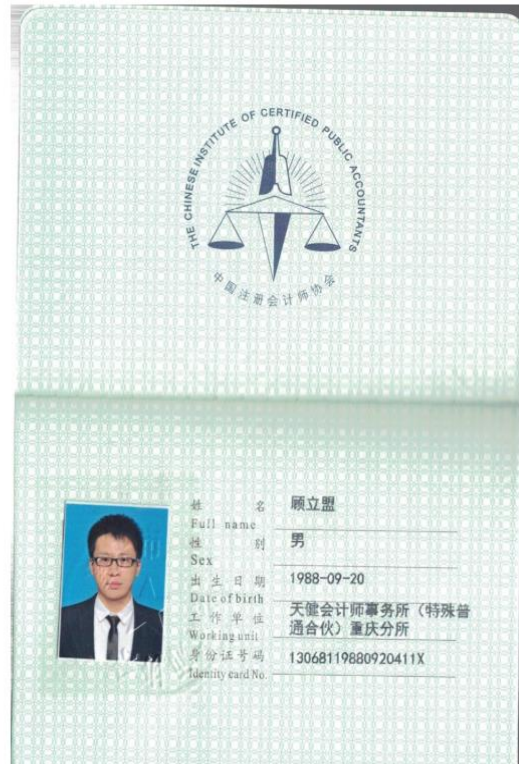 THE CHINESE INSTITUTE OF CERTIFIED PUBLIC ACCOUNTANTS
中国注册会计师协会
姓 名 顾立盟
Full name
性 别 男
Sex
出生日期 1988-09-20
Date of birth
工作单位 天健会计师事务所（特殊普
通合伙）重庆分所
Working unit
身份证号码 13068119880920411X
Identity card No.